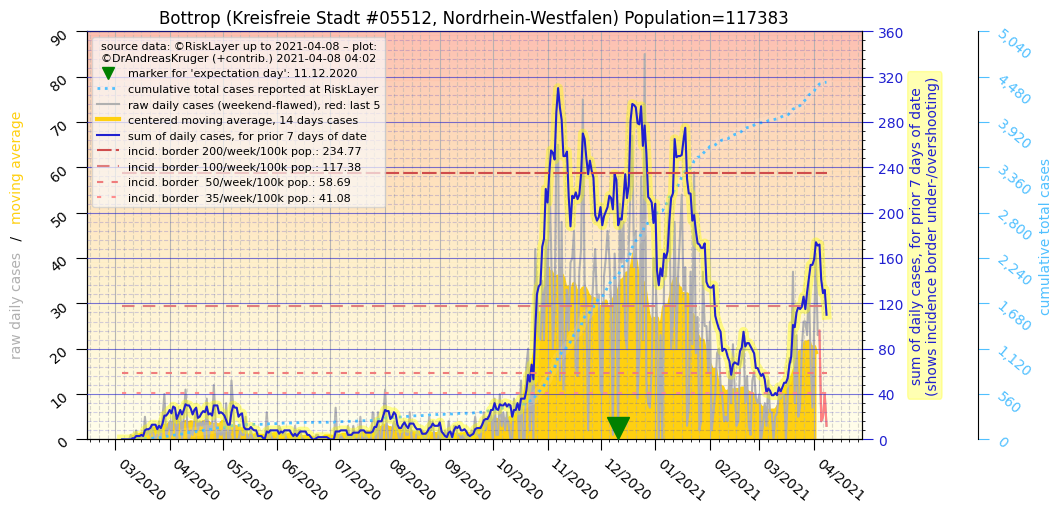 Bottrop (Kreisfreie Stadt #05512, Nordrhein-Westfalen) Population=117383
source data: ©RiskLayer up to 2021-04-08 – plot:
©DrAndreasKruger (+contrib.) 2021-04-08 04:02
marker for 'expectation day': 11.12.2020
cumulative total cases reported at RiskLayer
raw daily cases (weekend-flawed), red: last 5
centered moving average, 14 days cases
sum of daily cases, for prior 7 days of date
incid. border 200/week/100k pop.: 234.77
incid. border 100/week/100k pop.: 117.38
incid. border  50/week/100k pop.: 58.69
incid. border  35/week/100k pop.: 41.08
raw daily cases  /  moving average
90
80
70
60
50
40
30
20
10
0
03/2020
04/2020
05/2020
06/2020
07/2020
08/2020
09/2020
10/2020
11/2020
12/2020
01/2021
02/2021
03/2021
04/2021
360
320
280
240
200
160
120
80
40
0
sum of daily cases, for prior 7 days of date
(shows incidence border under-/overshooting)
5,040
4,480
3,920
3,360
2,800
2,240
1,680
1,120
560
0
cumulative total cases